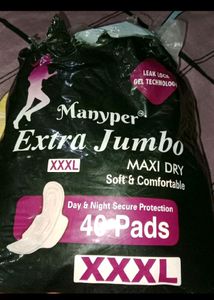 LEAK LOCK
GEL TECHNOLOGY
Manyper®
Extra Jumbo
XXXL
MAXI DRY
Soft & Comfortable
Day & Night Secure Protection
40 Pads
XXXL